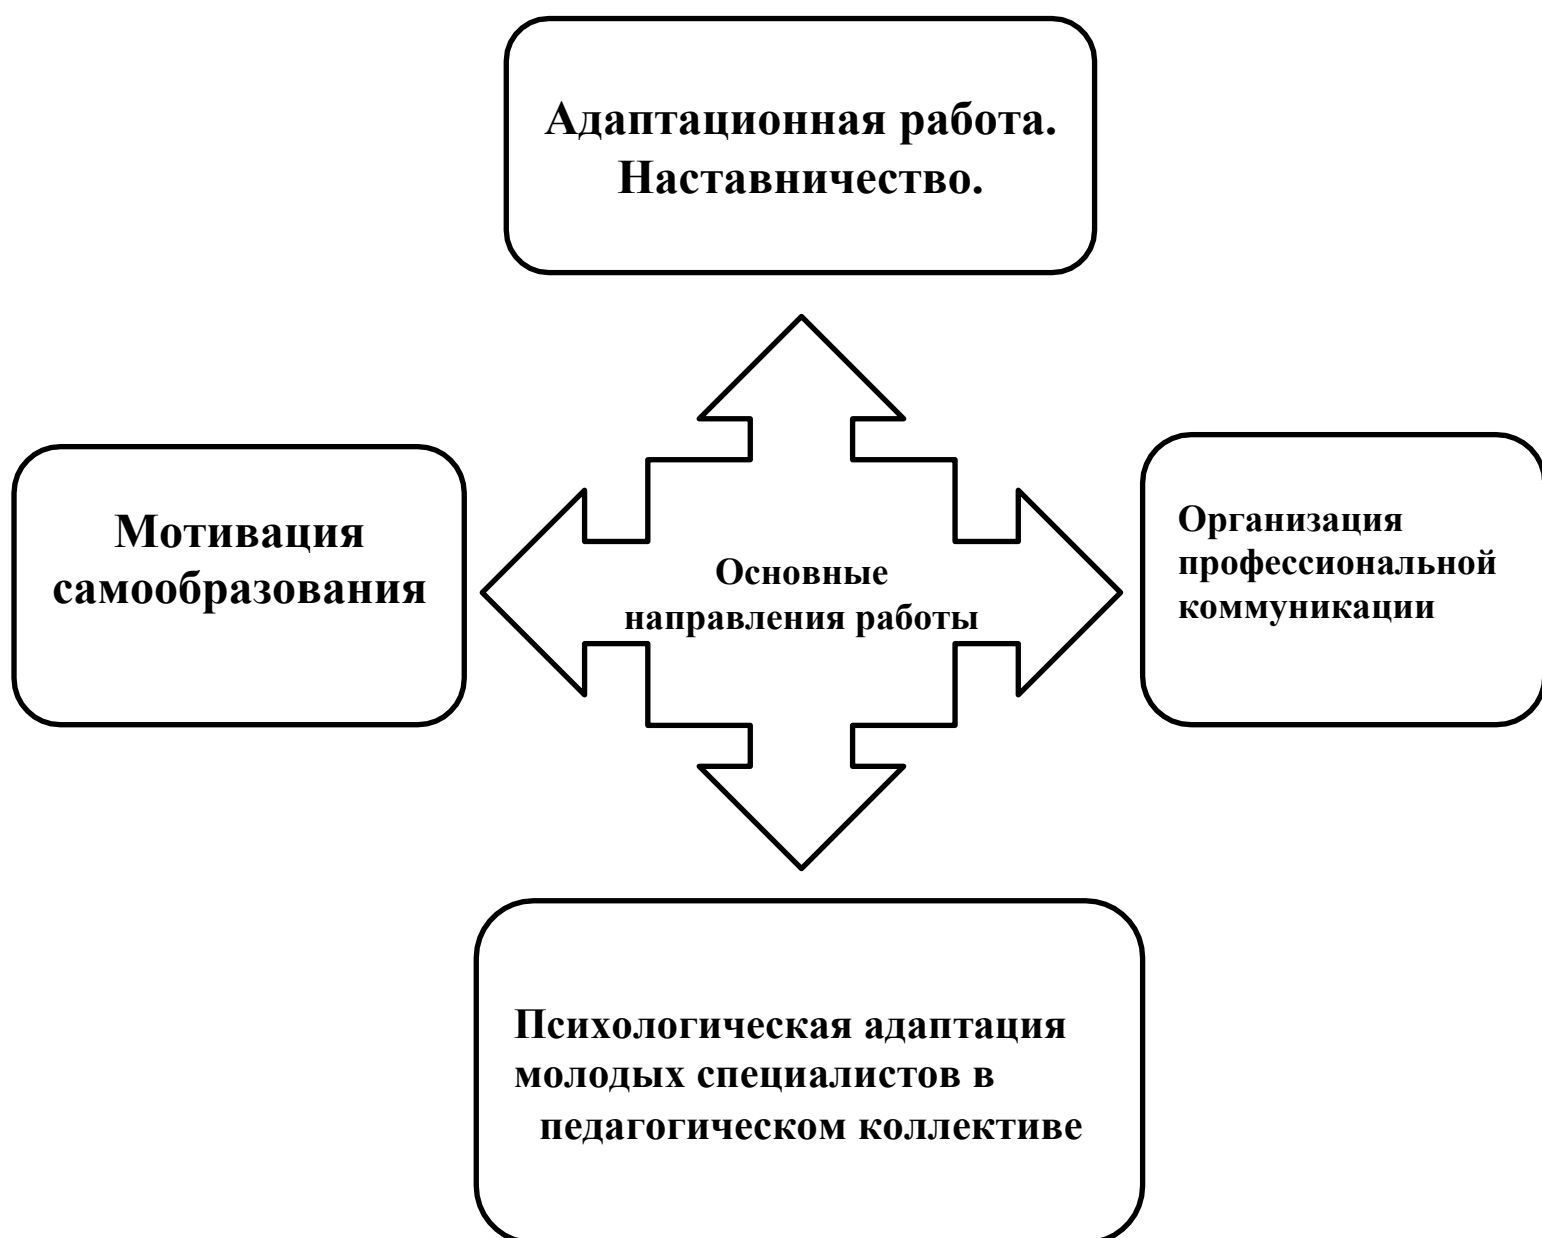 Адаптационная работа.
Наставничество.
Мотивация
самообразования
Основные
направления работы
Организация
профессиональной
коммуникации
Психологическая адаптация
молодых специалистов в
педагогическом коллективе